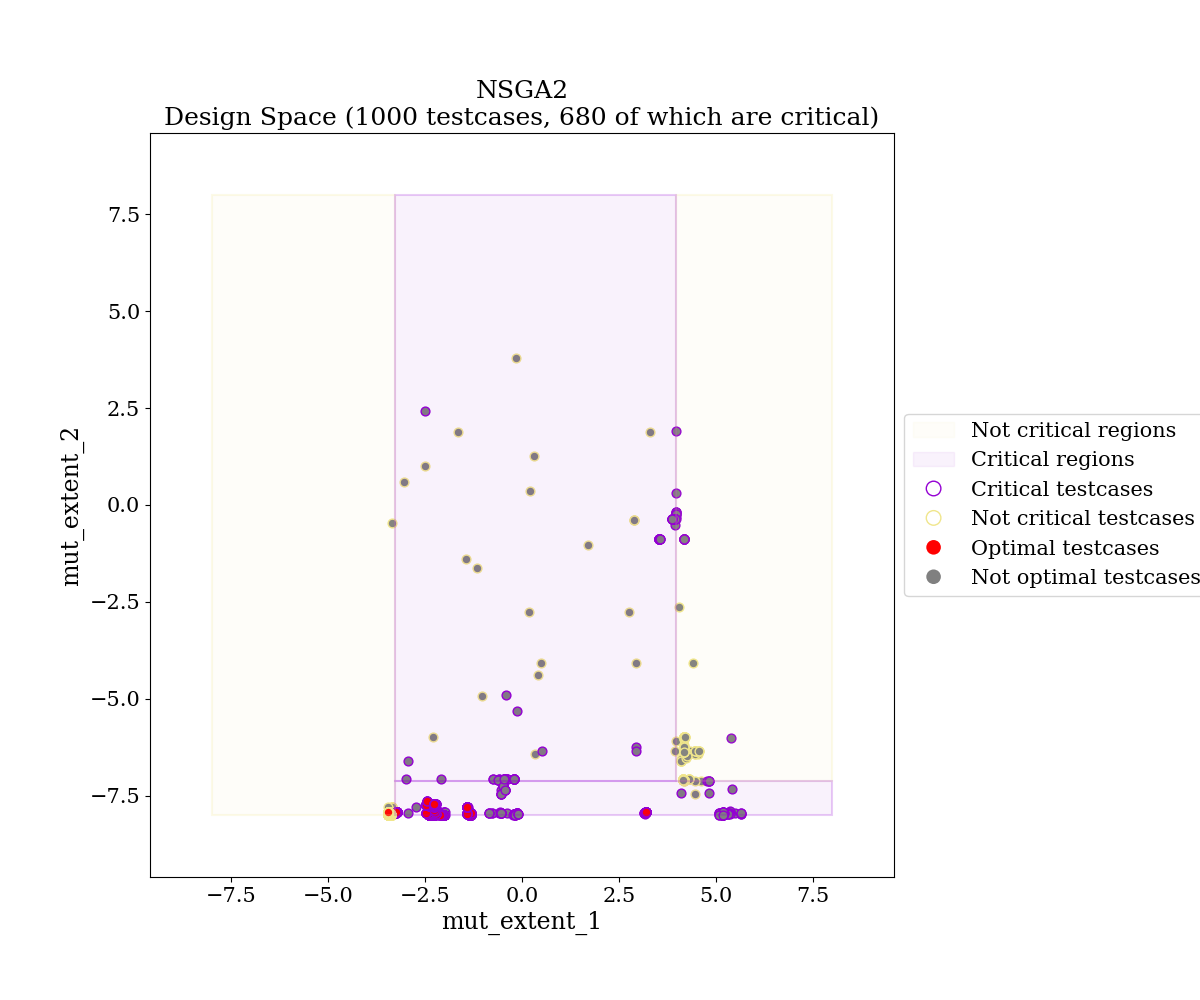 NSGA2
Design Space (1000 testcases, 680 of which are critical)
7.5
5.0
2.5
0.0
−2.5
−5.0
−7.5
mut_extent_2
−7.5
−5.0
−2.5
0.0
2.5
5.0
7.5
mut_extent_1
Not critical regions
Critical regions
Critical testcases
Not critical testcases
Optimal testcases
Not optimal testcases